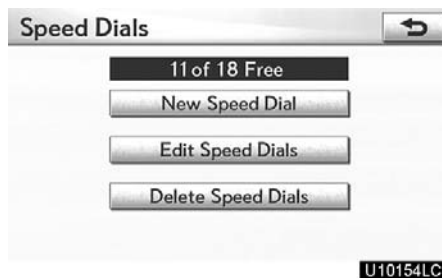 Speed Dials
11 of 18 Free
New Speed Dial
Edit Speed Dials
Delete Speed Dials
U10154LC